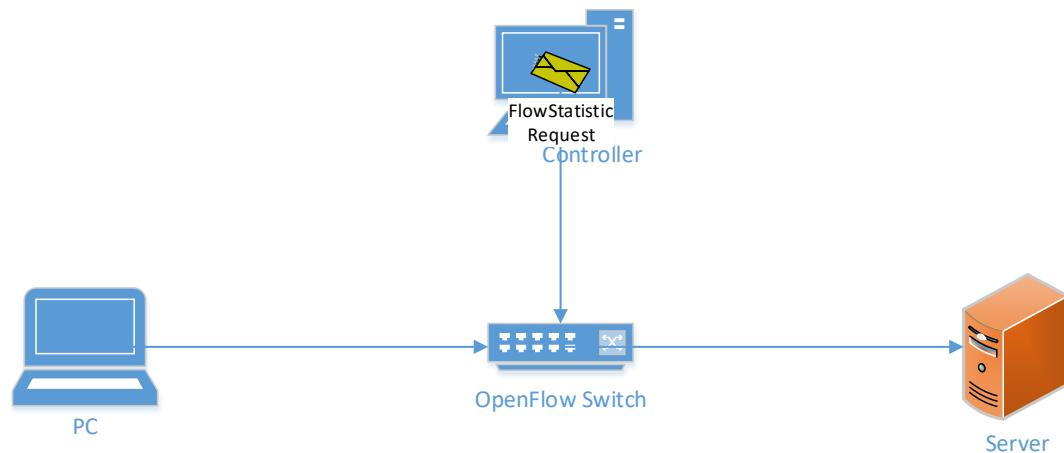 FlowStatistic
Request
Controller
OpenFlow Switch
PC
Server